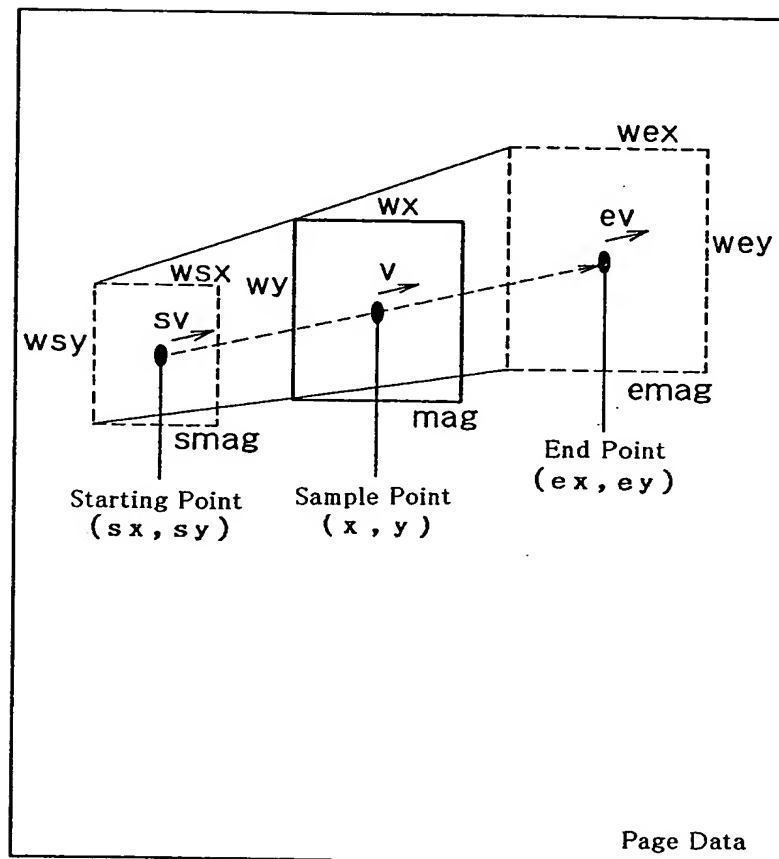 wex
wx
ev
wey
wsx
wy
v
sv
wsy
smag
mag
emag
Starting Point
(sx, sy)
Sample Point
(x, y)
End Point
(ex, ey)
Page Data